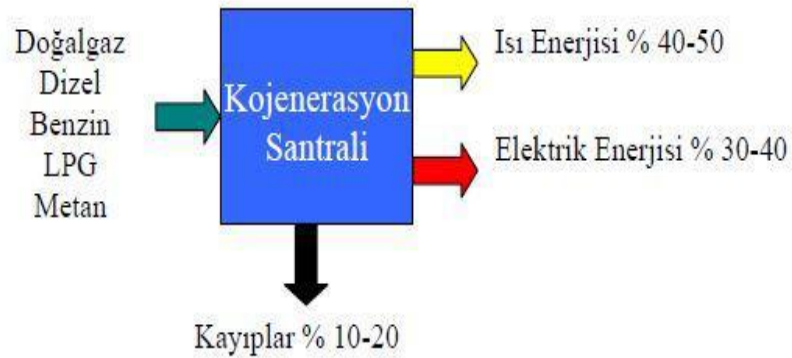 Doğalgaz
Dizel
Benzin
LPG
Metan
Kojenerasyon
Santrali
Isı Enerjisi % 40-50
Elektrik Enerjisi % 30-40
Kayıplar % 10-20